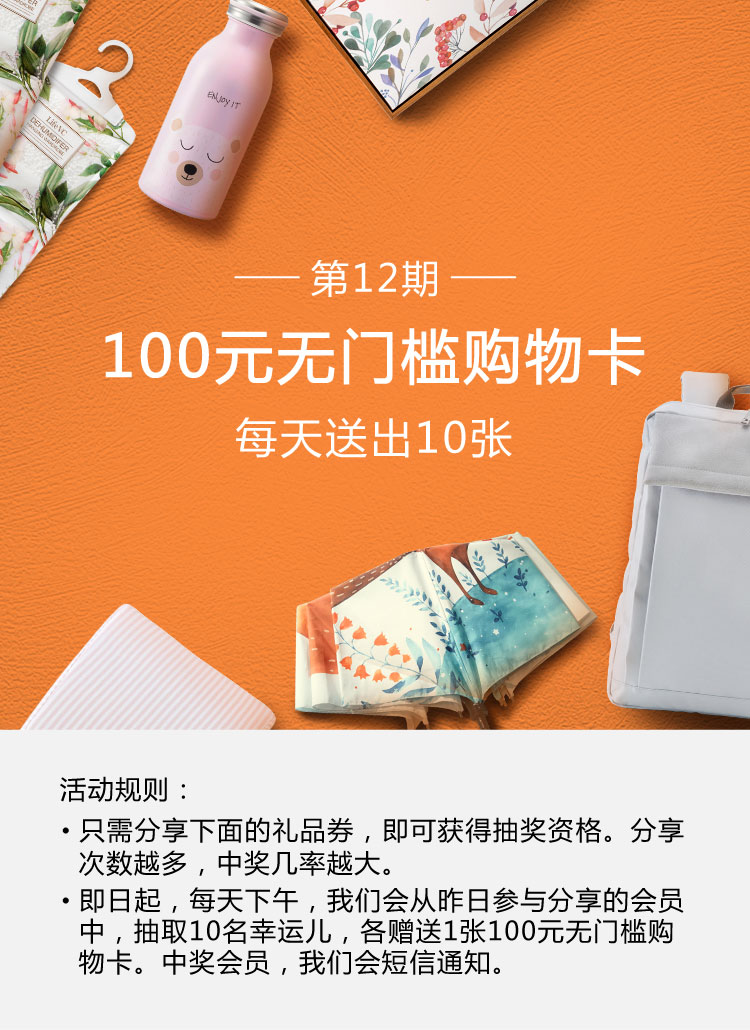 ENJOY IT
Life VC
DEHUMIDIFER
第12期
100元无门槛购物卡
每天送出10张
活动规则：
•只需分享下面的礼品券，即可获得抽奖资格。分享
次数越多，中奖几率越大。
•即日起，每天下午，我们会从昨日参与分享的会员
中，抽取10名幸运儿，各赠送1张100元无门槛购
物卡。中奖会员，我们会短信通知。